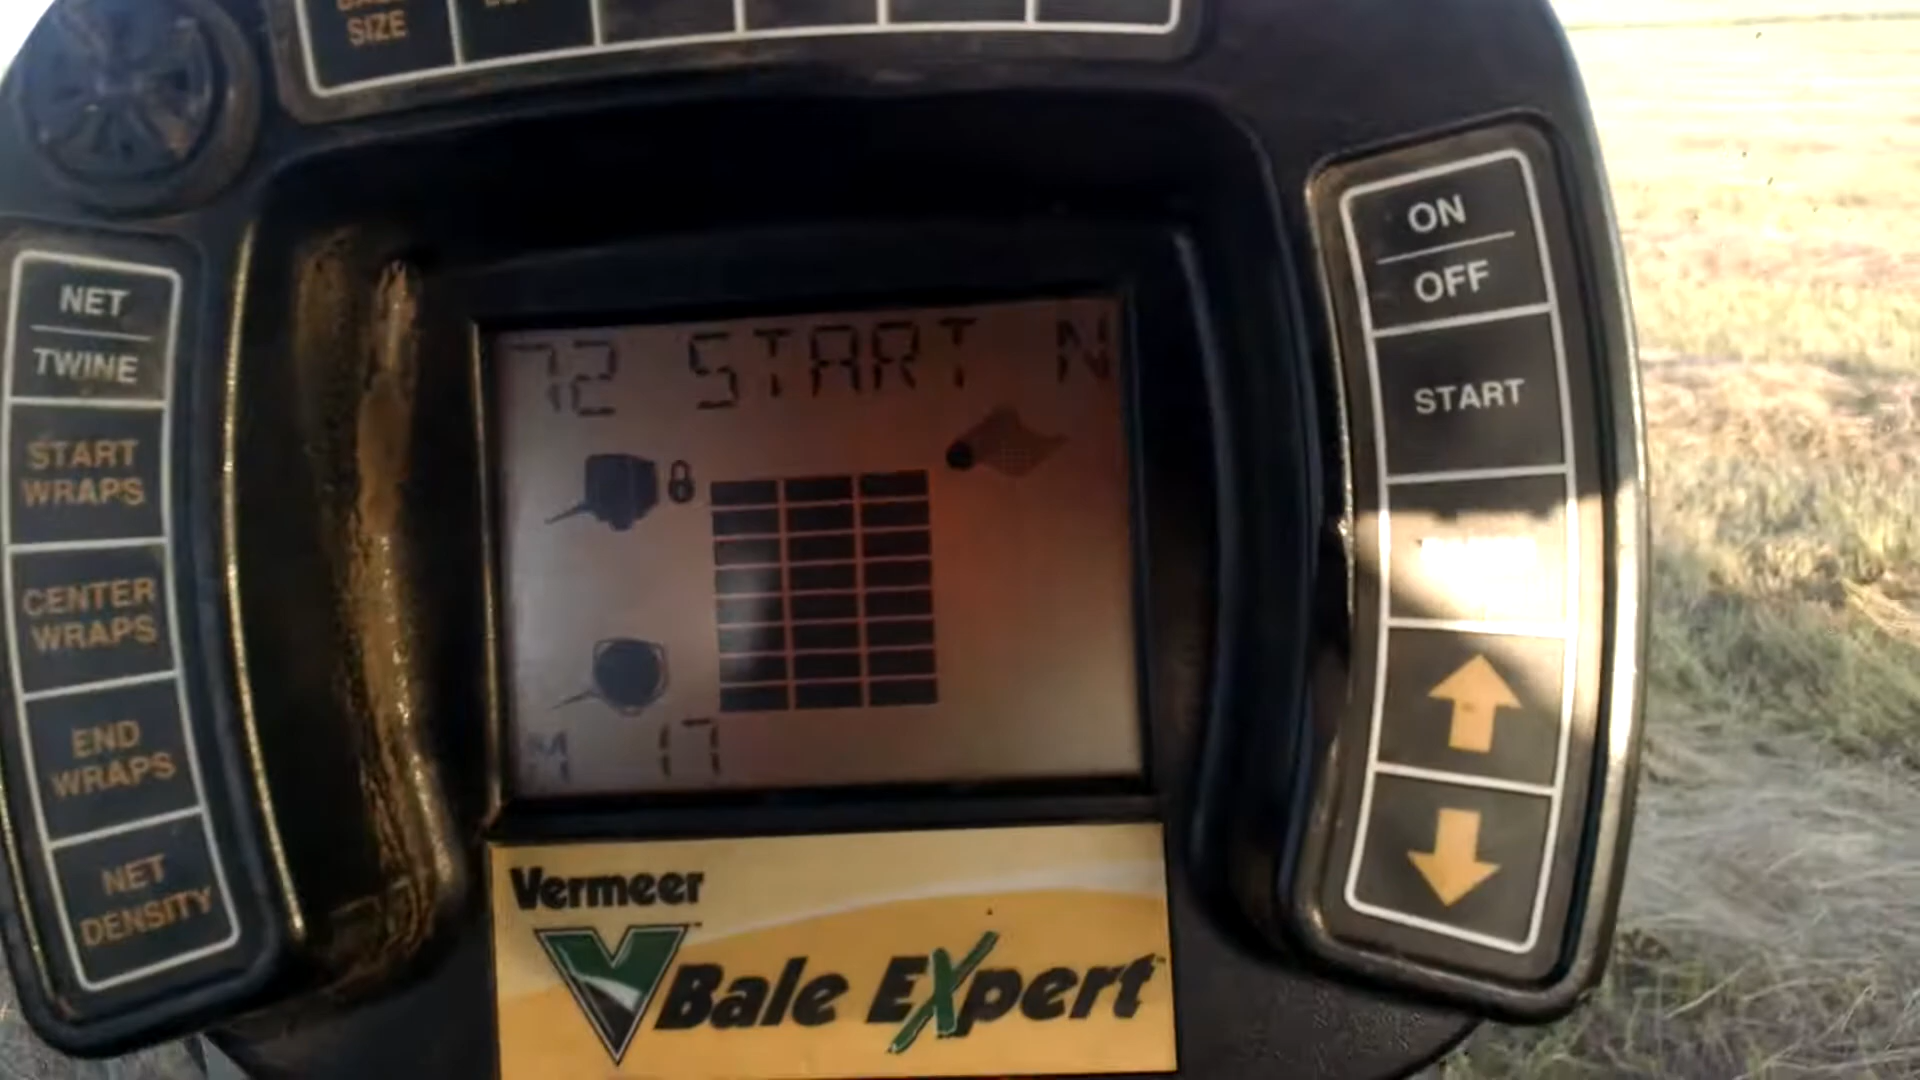 SIZE
NET
TWINE
START
WRAPS
CENTER
WRAPS
END
WRAPS
NET
DENSITY
72 START N
M 17
ON
OFF
START
Vermeer
Bale Expert™